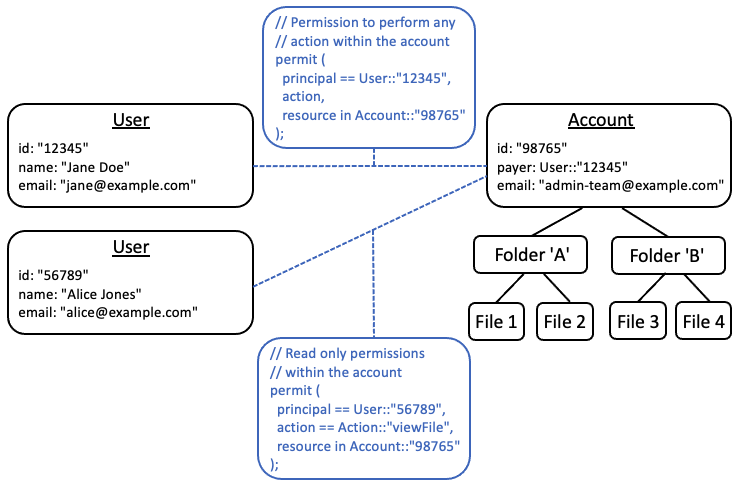 // Permission to perform any
// action within the account
permit (
principal == User::"12345",
action,
resource in Account::"98765"
);
User
id: "12345"
name: "Jane Doe"
email: "jane@example.com"
Account
id: "98765"
payer: User::"12345"
email: "admin-team@example.com"
User
id: "56789"
name: "Alice Jones"
email: "alice@example.com"
Folder 'A'
Folder 'B'
File 1
File 2
File 3
File 4
// Read only permissions
// within the account
permit (
principal == User::"56789",
action == Action::"viewFile",
resource in Account::"98765"
);